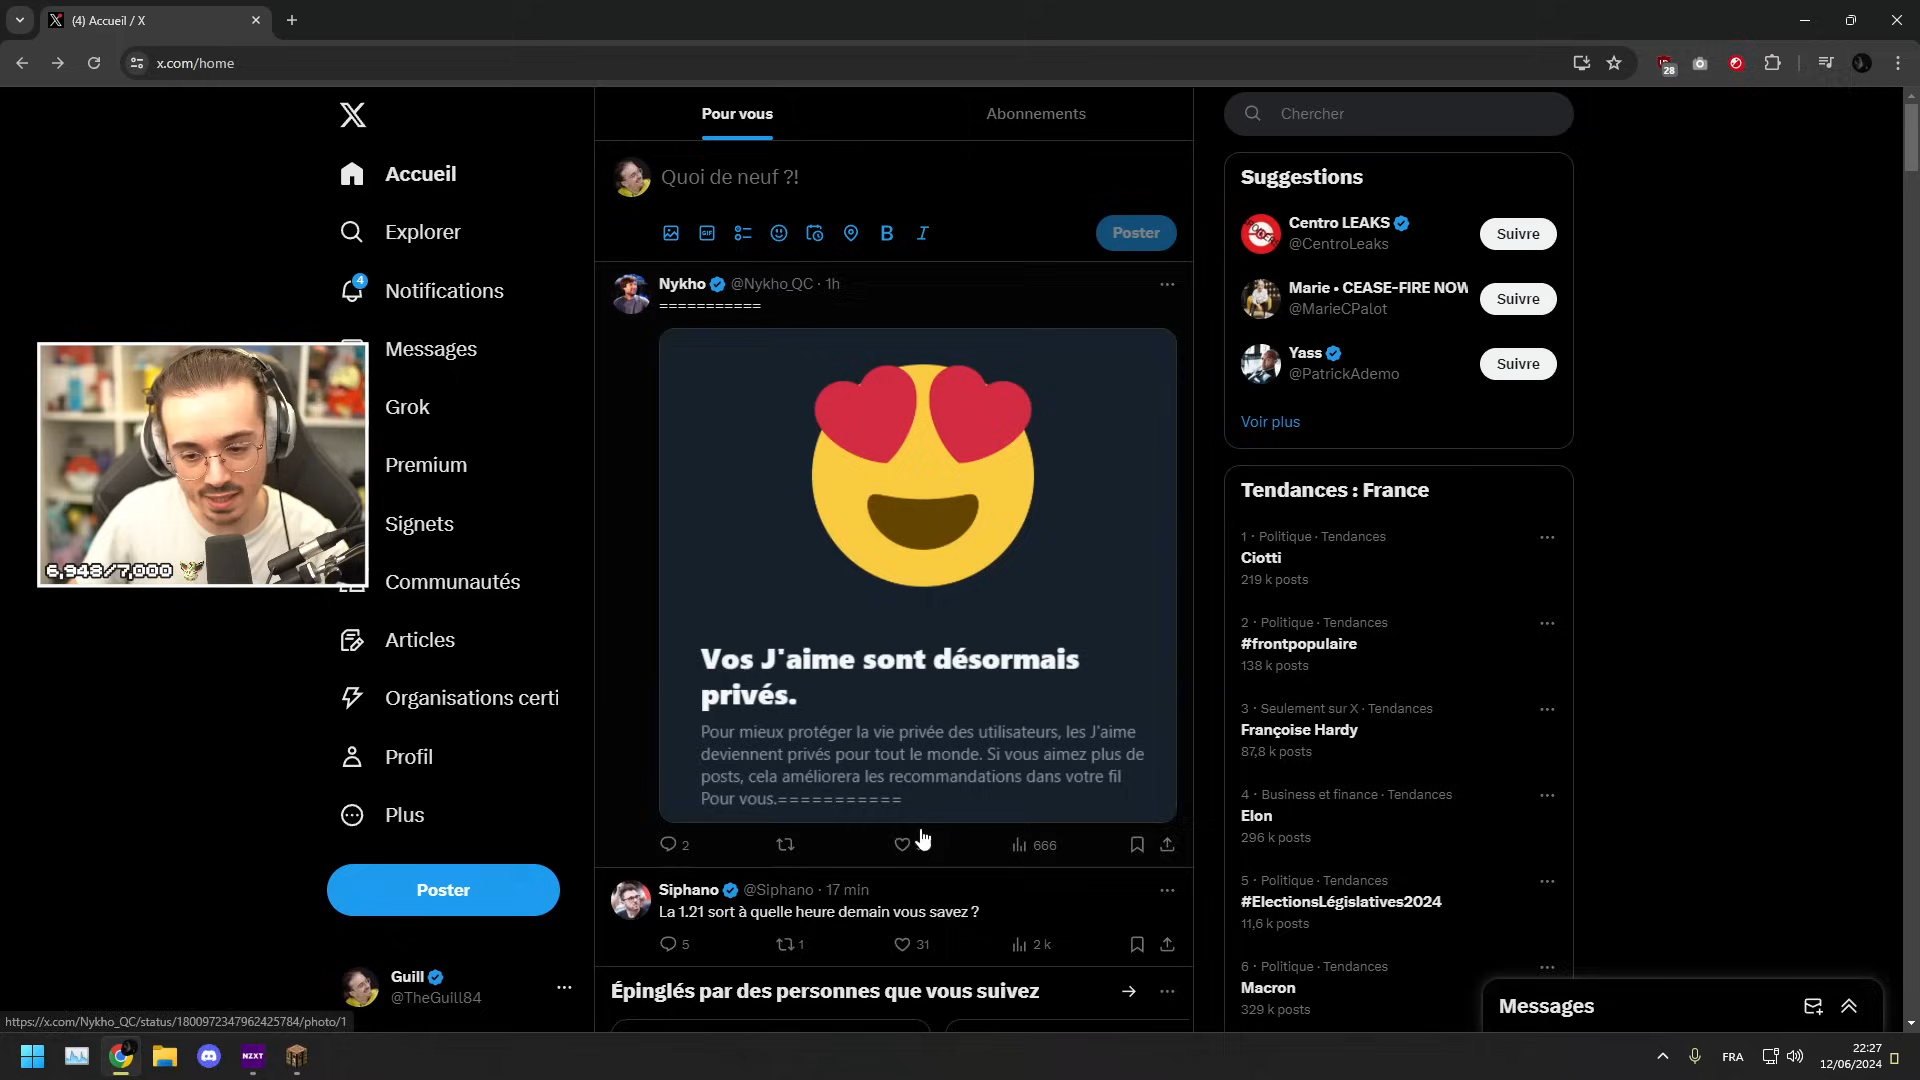 (4) Accueil / X
x.com/home
28
Accueil
Explorer
4
Notifications
Messages
Grok
Premium
Signets
Communautés
Articles
Organisations certi
Profil
Plus
Poster
Guill
@TheGuill84
6,948/7,000
Pour vous
Abonnements
Quoi de neuf ?!
GIF
B I
Poster
Nykho @Nykho_QC · 1h
===========
Vos J'aime sont désormais
privés.
Pour mieux protéger la vie privée des utilisateurs, les J'aime
deviennent privés pour tout le monde. Si vous aimez plus de
posts, cela améliorera les recommandations dans votre fil
Pour vous.===========
2
666
Siphano @Siphano · 17 min
La 1.21 sort à quelle heure demain vous savez ?
5 1 31 2 k
Épinglés par des personnes que vous suivez
Chercher
Suggestions
Centro LEAKS
@CentroLeaks
Suivre
Marie • CEASE-FIRE NOW
@MarieCPalot
Suivre
Yass
@PatrickAdemo
Suivre
Voir plus
Tendances : France
1 · Politique · Tendances
Ciotti
219 k posts
2 · Politique · Tendances
#frontpopulaire
138 k posts
3 · Seulement sur X · Tendances
Françoise Hardy
87,8 k posts
4 · Business et finance · Tendances
Elon
296 k posts
5 · Politique · Tendances
#ElectionsLégislatives2024
11,6 k posts
6 · Politique · Tendances
Macron
329 k posts
Messages
https://x.com/Nykho_QC/status/1800972347962425784/photo/1
NZXT
FRA
22:27
12/06/2024